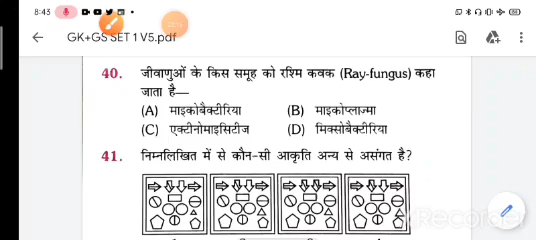 8:43
GK+GS SET 1 V5.pdf
40. जीवाणुओं के किस समूह को रश्मि कवक (Ray-fungus) कहा
जाता है—
(A) माइकोबैक्टीरिया (B) माइकोप्लाज्मा
(C) एक्टीनोमाइसिटीज (D) मिक्सोबैक्टीरिया
41. निम्नलिखित में से कौन-सी आकृति अन्य से असंगत है?
XRecorder